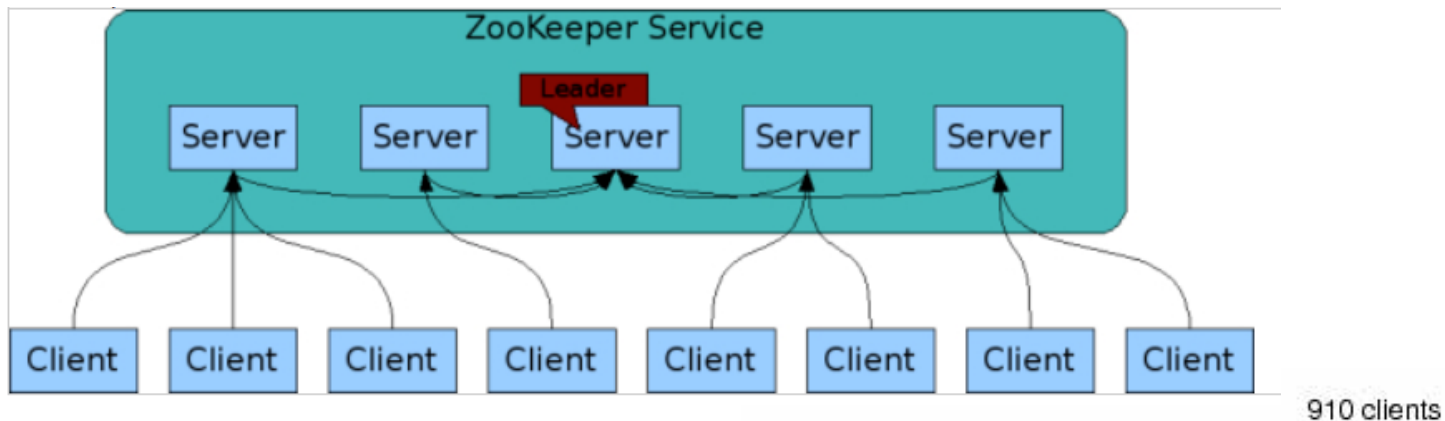 ZooKeeper Service
Leader
Server Server Server Server Server
Client Client Client Client Client Client Client Client
910 clients